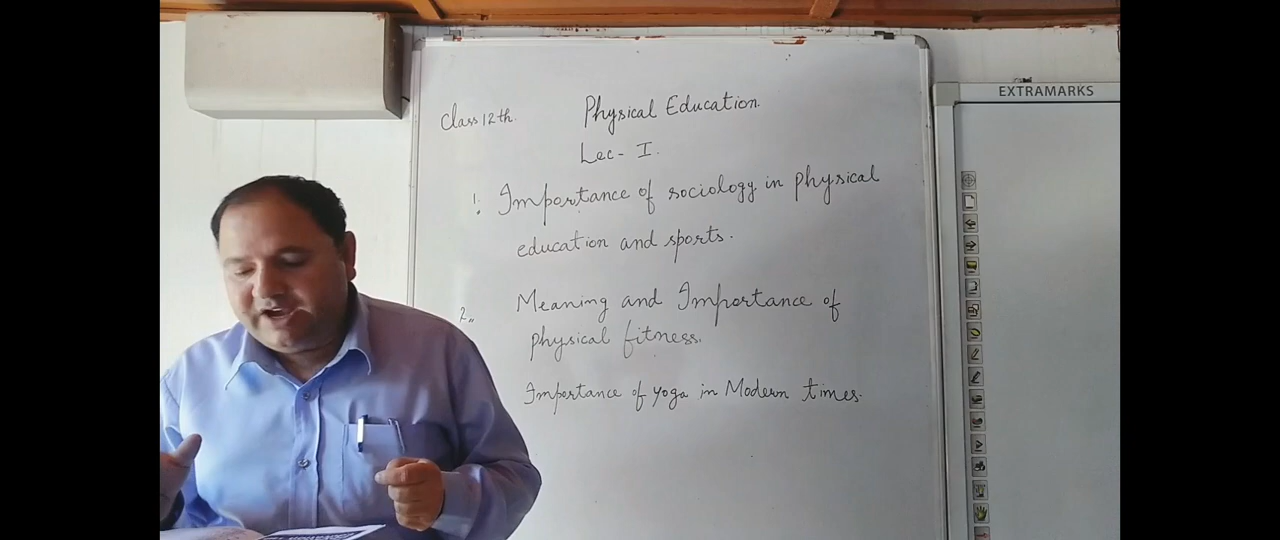 EXTRAMARKS
Class 12th.
Physical Education.
Lec- I.
1. Importance of sociology in physical
education and sports.
2. Meaning and Importance of
physical fitness.
Importance of yoga in Modern times.